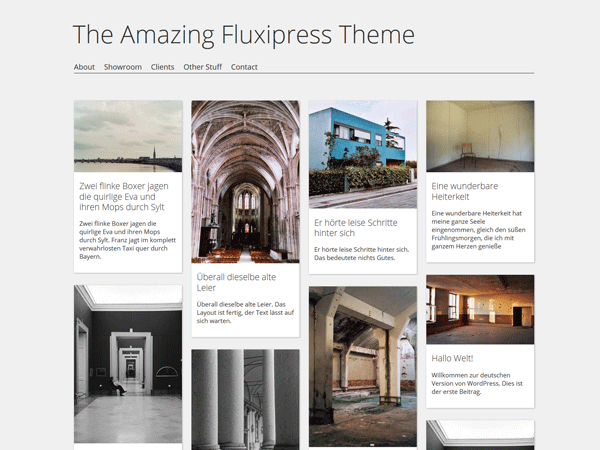 The Amazing Fluxipress Theme
About Showroom Clients Other Stuff Contact
Zwei flinke Boxer jagen
die quirlige Eva und
ihren Mops durch Sylt
Zwei flinke Boxer jagen die
quirlige Eva und ihren Mops
durch Sylt. Franz jagt im komplett
verwahrlosten Taxi quer durch
Bayern.
Überall dieselbe alte
Leier
Überall dieselbe alte Leier. Das
Layout ist fertig, der Text lässt auf
sich warten.
Er hörte leise Schritte
hinter sich
Er hörte leise Schritte hinter sich.
Das bedeutete nichts Gutes.
Eine wunderbare
Heiterkeit
Eine wunderbare Heiterkeit hat
meine ganze Seele
eingenommen, gleich den süßen
Frühlingsmorgen, die ich mit
ganzem Herzen genieße
Hallo Welt!
Willkommen zur deutschen
Version von WordPress. Dies ist
der erste Beitrag.